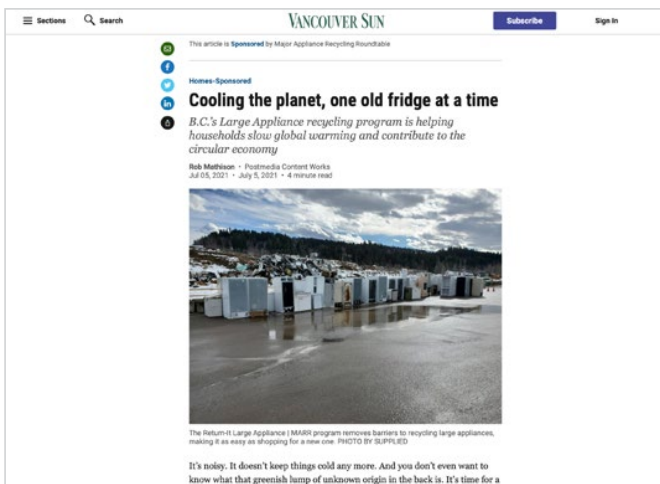 Sections
Search
VANCOUVER SUN
Subscribe
Sign In
This article is Sponsored by Major Appliance Recycling Roundtable
Homes-Sponsored
Cooling the planet, one old fridge at a time
B.C.'s Large Appliance recycling program is helping
households slow global warming and contribute to the
circular economy
Rob Mathison • Postmedia Content Works
Jul 05, 2021 • July 5, 2021 • 4 minute read
The Return-It Large Appliance | MARR program removes barriers to recycling large appliances,
making it as easy as shopping for a new one. PHOTO BY SUPPLIED
It's noisy. It doesn't keep things cold any more. And you don't even want to
know what that greenish lump of unknown origin in the back is. It's time for a